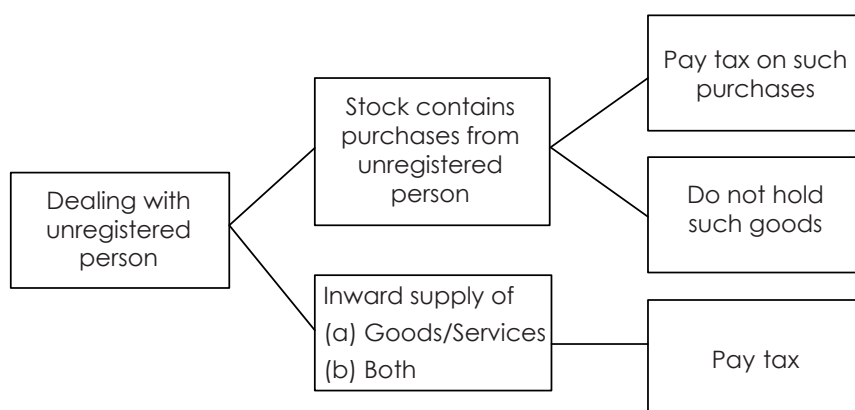 Dealing with
unregistered
person
Stock contains
purchases from
unregistered
person
Pay tax on such
purchases
Do not hold
such goods
Inward supply of
(a) Goods/Services
(b) Both
Pay tax